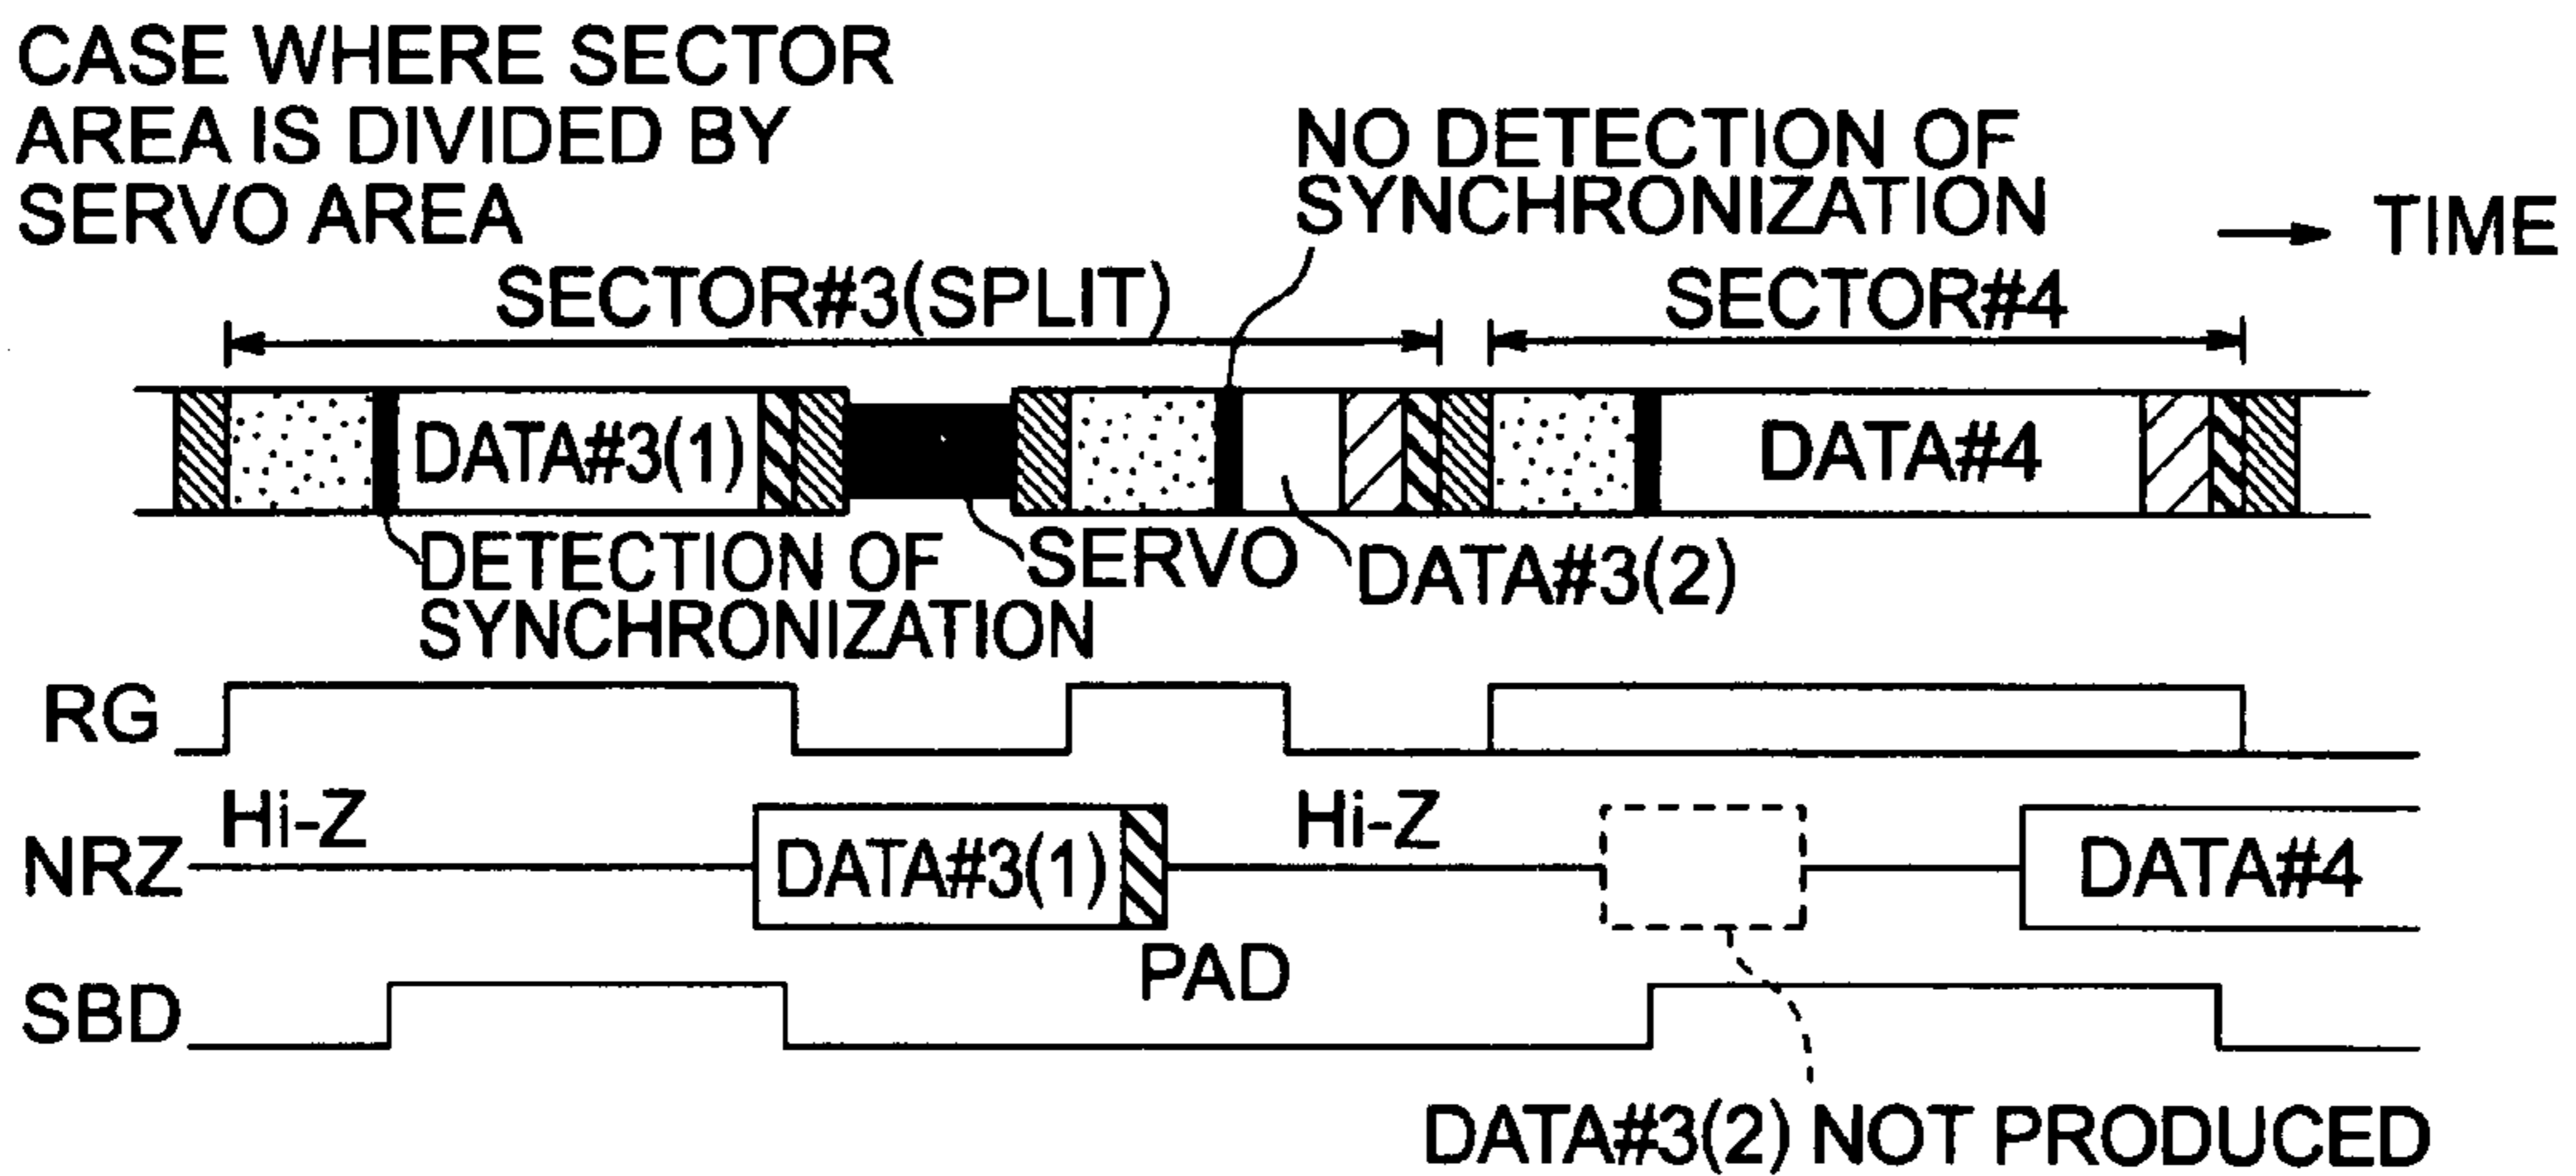 CASE WHERE SECTOR
AREA IS DIVIDED BY
SERVO AREA
NO DETECTION OF
SYNCHRONIZATION
TIME
SECTOR#3(SPLIT)
SECTOR#4
DATA#3(1)
DATA#4
DETECTION OF
SYNCHRONIZATION
SERVO
DATA#3(2)
RG
Hi-Z
Hi-Z
NRZ
DATA#3(1)
DATA#4
PAD
SBD
DATA#3(2) NOT PRODUCED